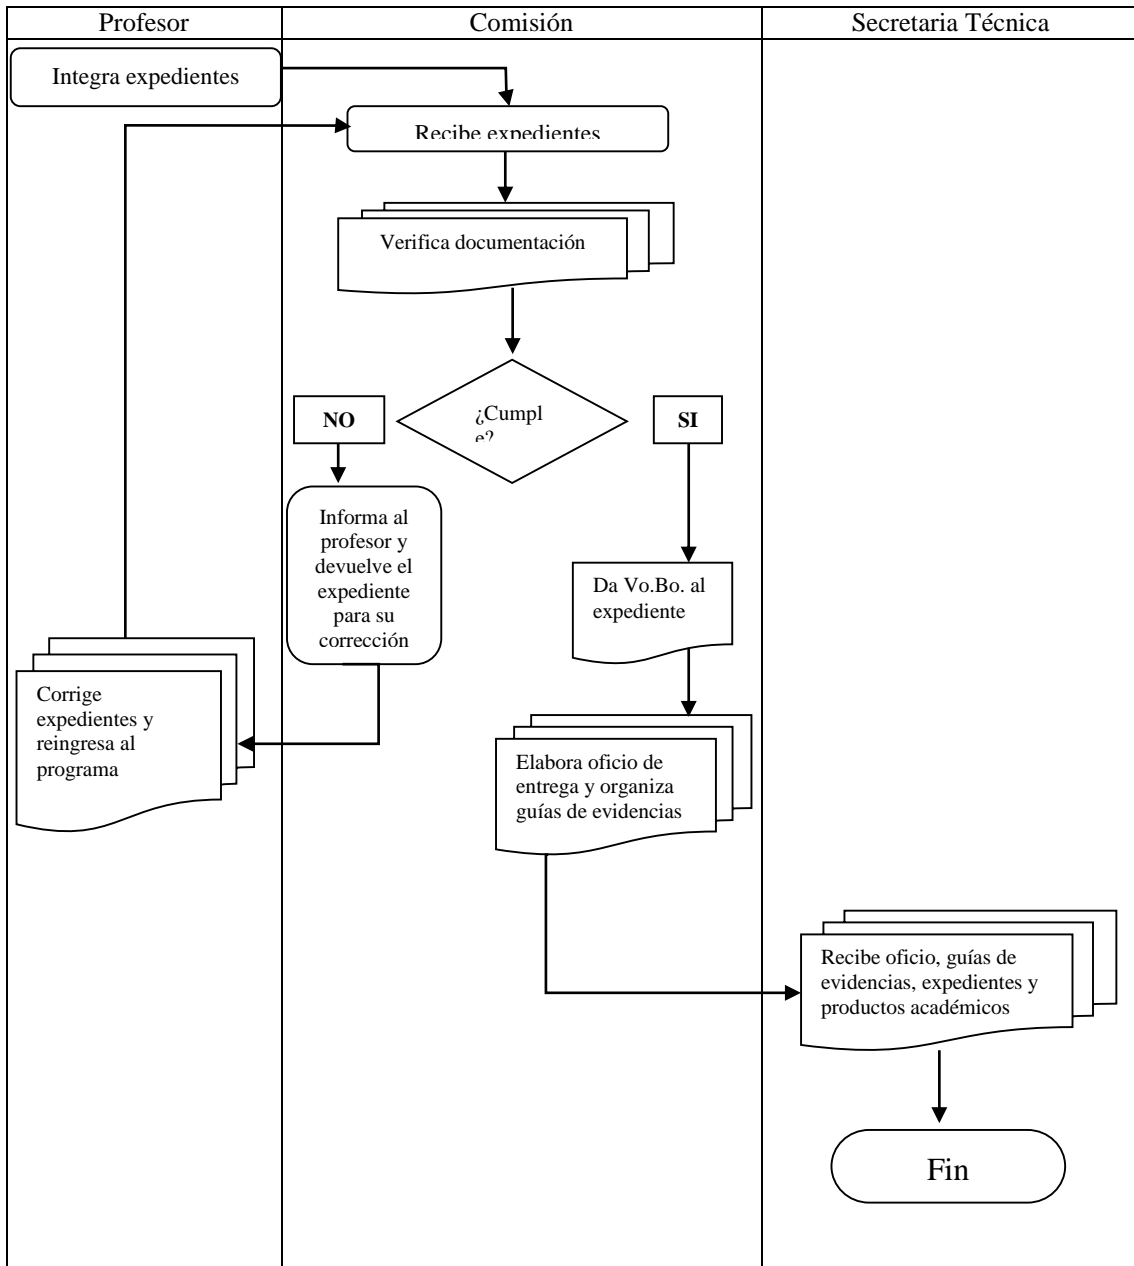 Profesor
Comisión
Secretaria Técnica
Integra expedientes
Recibe expedientes
Verifica documentación
¿Cumpl
e?
NO
SI
Informa al
profesor y
devuelve el
expediente
para su
corrección
Da Vo.Bo. al
expediente
Corrige
expedientes y
reingresa al
programa
Elabora oficio de
entrega y organiza
guías de evidencias
Recibe oficio, guías de
evidencias, expedientes y
productos académicos
Fin